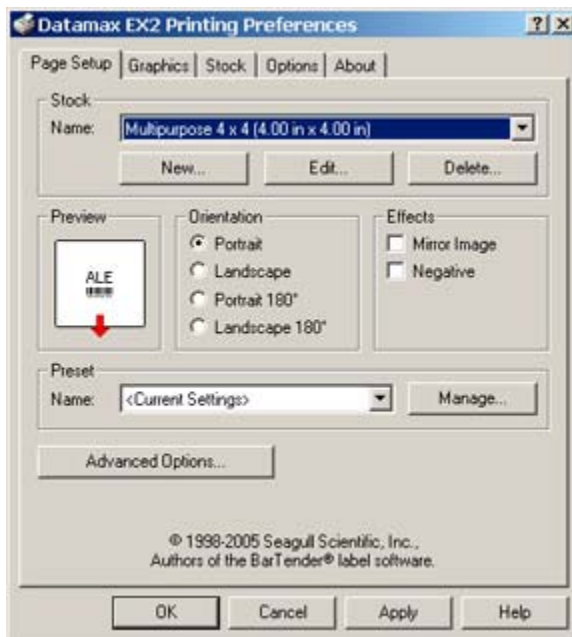 Datamax EX2 Printing Preferences
Page Setup Graphics Stock Options About
Stock
Name: Multipurpose 4 x 4 (4.00 in x 4.00 in)
New... Edit... Delete...
Preview Orientation Effects
Portrait Mirror Image
ALE Landscape Negative
Portrait 180°
Landscape 180°
Preset
Name: <Current Settings> Manage...
Advanced Options...
© 1998-2005 Seagull Scientific, Inc.,
Authors of the BarTender® label software.
OK Cancel Apply Help